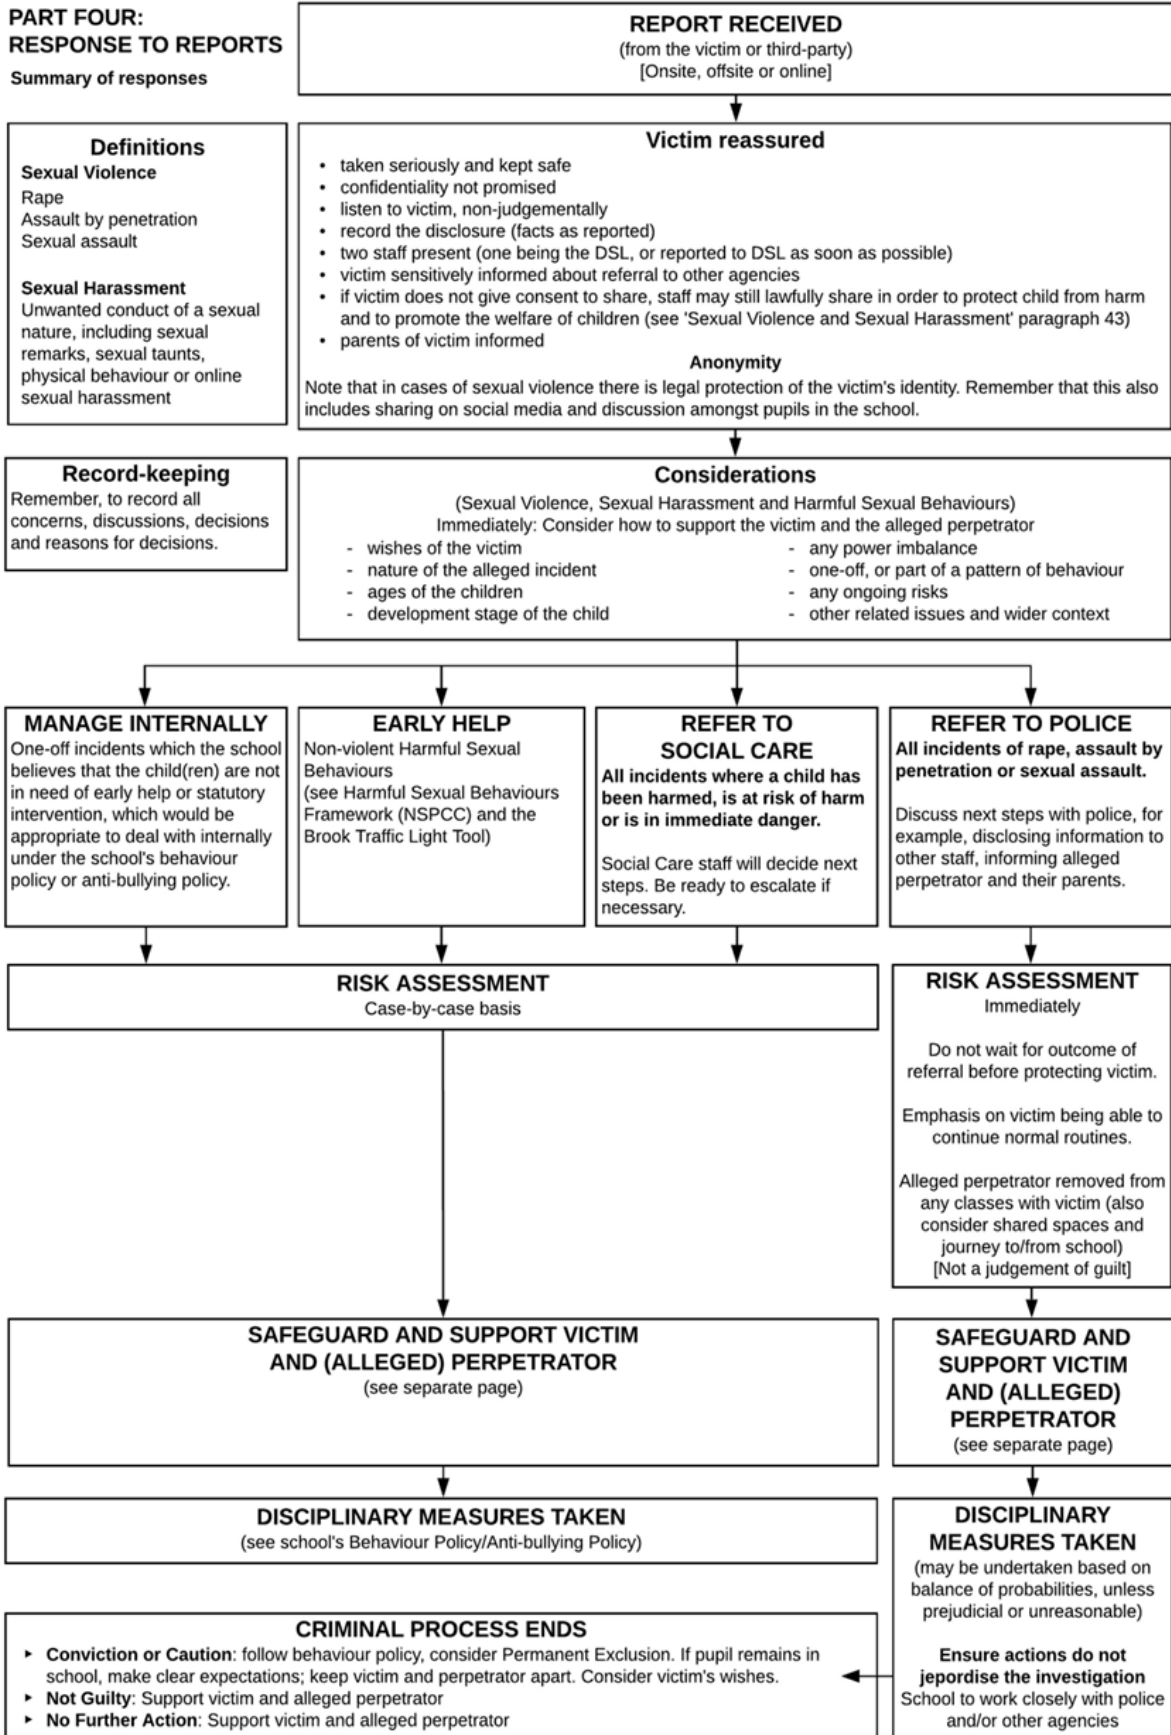 PART FOUR:
RESPONSE TO REPORTS
Summary of responses
REPORT RECEIVED
(from the victim or third-party)
[Onsite, offsite or online]
Definitions
Sexual Violence
Rape
Assault by penetration
Sexual assault
Sexual Harassment
Unwanted conduct of a sexual
nature, including sexual
remarks, sexual taunts,
physical behaviour or online
sexual harassment
Victim reassured
• taken seriously and kept safe
• confidentiality not promised
• listen to victim, non-judgementally
• record the disclosure (facts as reported)
• two staff present (one being the DSL, or reported to DSL as soon as possible)
• victim sensitively informed about referral to other agencies
• if victim does not give consent to share, staff may still lawfully share in order to protect child from harm
and to promote the welfare of children (see 'Sexual Violence and Sexual Harassment' paragraph 43)
• parents of victim informed
Anonymity
Note that in cases of sexual violence there is legal protection of the victim's identity. Remember that this also
includes sharing on social media and discussion amongst pupils in the school.
Record-keeping
Remember, to record all
concerns, discussions, decisions
and reasons for decisions.
Considerations
(Sexual Violence, Sexual Harassment and Harmful Sexual Behaviours)
Immediately: Consider how to support the victim and the alleged perpetrator
- wishes of the victim
- nature of the alleged incident
- ages of the children
- development stage of the child
- any power imbalance
- one-off, or part of a pattern of behaviour
- any ongoing risks
- other related issues and wider context
MANAGE INTERNALLY
One-off incidents which the school
believes that the child(ren) are not
in need of early help or statutory
intervention, which would be
appropriate to deal with internally
under the school's behaviour
policy or anti-bullying policy.
EARLY HELP
Non-violent Harmful Sexual
Behaviours
(see Harmful Sexual Behaviours
Framework (NSPCC) and the
Brook Traffic Light Tool)
REFER TO
SOCIAL CARE
All incidents where a child has
been harmed, is at risk of harm
or is in immediate danger.
Social Care staff will decide next
steps. Be ready to escalate if
necessary.
REFER TO POLICE
All incidents of rape, assault by
penetration or sexual assault.
Discuss next steps with police, for
example, disclosing information to
other staff, informing alleged
perpetrator and their parents.
RISK ASSESSMENT
Case-by-case basis
RISK ASSESSMENT
Immediately
Do not wait for outcome of
referral before protecting victim.
Emphasis on victim being able to
continue normal routines.
Alleged perpetrator removed from
any classes with victim (also
consider shared spaces and
journey to/from school)
[Not a judgement of guilt]
SAFEGUARD AND SUPPORT VICTIM
AND (ALLEGED) PERPETRATOR
(see separate page)
SAFEGUARD AND
SUPPORT VICTIM
AND (ALLEGED)
PERPETRATOR
(see separate page)
DISCIPLINARY MEASURES TAKEN
(see school's Behaviour Policy/Anti-bullying Policy)
DISCIPLINARY
MEASURES TAKEN
(may be undertaken based on
balance of probabilities, unless
prejudicial or unreasonable)
Ensure actions do not
jepordise the investigation
School to work closely with police
and/or other agencies
CRIMINAL PROCESS ENDS
▸ Conviction or Caution: follow behaviour policy, consider Permanent Exclusion. If pupil remains in
school, make clear expectations; keep victim and perpetrator apart. Consider victim's wishes.
▸ Not Guilty: Support victim and alleged perpetrator
▸ No Further Action: Support victim and alleged perpetrator